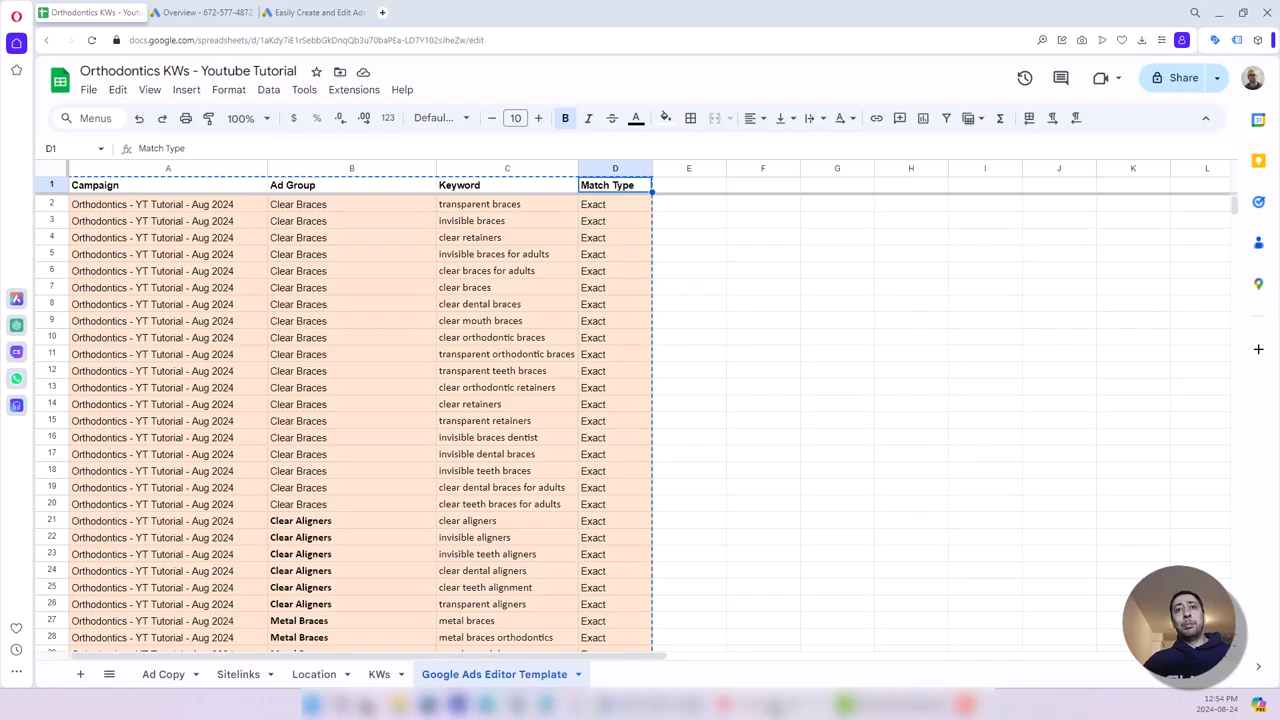 Orthodontics KWs - Youtu
Overview - 672-577-4872
Easily Create and Edit Ads
docs.google.com/spreadsheets/d/1aKdy7iE1rSebbGkDnqQb3u70baPEa-LD7Y102sJheZw/edit
Orthodontics KWs - Youtube Tutorial
File Edit View Insert Format Data Tools Extensions Help
Share
Menus 100% $ % .0 .00 123 Defaul... 10 B I A
D1 Match Type
A B C D E F G H I J K L
1 Campaign Ad Group Keyword Match Type
2 Orthodontics - YT Tutorial - Aug 2024 Clear Braces transparent braces Exact
3 Orthodontics - YT Tutorial - Aug 2024 Clear Braces invisible braces Exact
4 Orthodontics - YT Tutorial - Aug 2024 Clear Braces clear retainers Exact
5 Orthodontics - YT Tutorial - Aug 2024 Clear Braces invisible braces for adults Exact
6 Orthodontics - YT Tutorial - Aug 2024 Clear Braces clear braces for adults Exact
7 Orthodontics - YT Tutorial - Aug 2024 Clear Braces clear braces Exact
8 Orthodontics - YT Tutorial - Aug 2024 Clear Braces clear dental braces Exact
9 Orthodontics - YT Tutorial - Aug 2024 Clear Braces clear mouth braces Exact
10 Orthodontics - YT Tutorial - Aug 2024 Clear Braces clear orthodontic braces Exact
11 Orthodontics - YT Tutorial - Aug 2024 Clear Braces transparent orthodontic braces Exact
12 Orthodontics - YT Tutorial - Aug 2024 Clear Braces transparent teeth braces Exact
13 Orthodontics - YT Tutorial - Aug 2024 Clear Braces clear orthodontic retainers Exact
14 Orthodontics - YT Tutorial - Aug 2024 Clear Braces clear retainers Exact
15 Orthodontics - YT Tutorial - Aug 2024 Clear Braces transparent retainers Exact
16 Orthodontics - YT Tutorial - Aug 2024 Clear Braces invisible braces dentist Exact
17 Orthodontics - YT Tutorial - Aug 2024 Clear Braces invisible dental braces Exact
18 Orthodontics - YT Tutorial - Aug 2024 Clear Braces invisible teeth braces Exact
19 Orthodontics - YT Tutorial - Aug 2024 Clear Braces clear dental braces for adults Exact
20 Orthodontics - YT Tutorial - Aug 2024 Clear Braces clear teeth braces for adults Exact
21 Orthodontics - YT Tutorial - Aug 2024 Clear Aligners clear aligners Exact
22 Orthodontics - YT Tutorial - Aug 2024 Clear Aligners invisible aligners Exact
23 Orthodontics - YT Tutorial - Aug 2024 Clear Aligners invisible teeth aligners Exact
24 Orthodontics - YT Tutorial - Aug 2024 Clear Aligners clear dental aligners Exact
25 Orthodontics - YT Tutorial - Aug 2024 Clear Aligners clear teeth alignment Exact
26 Orthodontics - YT Tutorial - Aug 2024 Clear Aligners transparent aligners Exact
27 Orthodontics - YT Tutorial - Aug 2024 Metal Braces metal braces Exact
28 Orthodontics - YT Tutorial - Aug 2024 Metal Braces metal braces orthodontics Exact
Ad Copy Sitelinks Location KWs Google Ads Editor Template
12:54 PM
2024-08-24